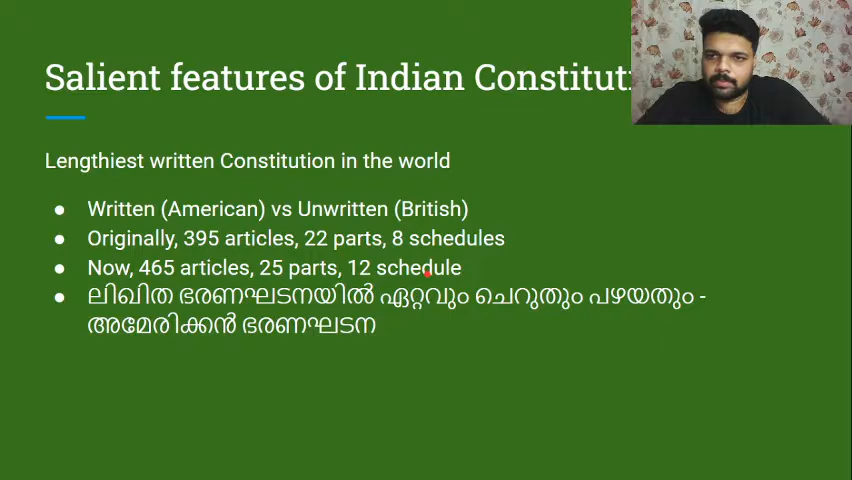 Salient features of Indian Constituti
Lengthiest written Constitution in the world
● Written (American) vs Unwritten (British)
● Originally, 395 articles, 22 parts, 8 schedules
● Now, 465 articles, 25 parts, 12 schedule
● ലിഖിത ഭരണഘടനയിൽ ഏറ്റവും ചെറുതും പഴയതും -
അമേരിക്കൻ ഭരണഘടന